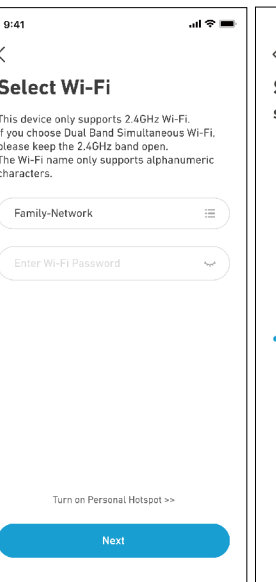 9:41
Select Wi-Fi
This device only supports 2.4GHz Wi-Fi.
If you choose Dual Band Simultaneous Wi-Fi,
please keep the 2.4GHz band open.
The Wi-Fi name only supports alphanumeric
characters.
Family-Network
Enter Wi-Fi Password
Turn on Personal Hotspot >>
Next